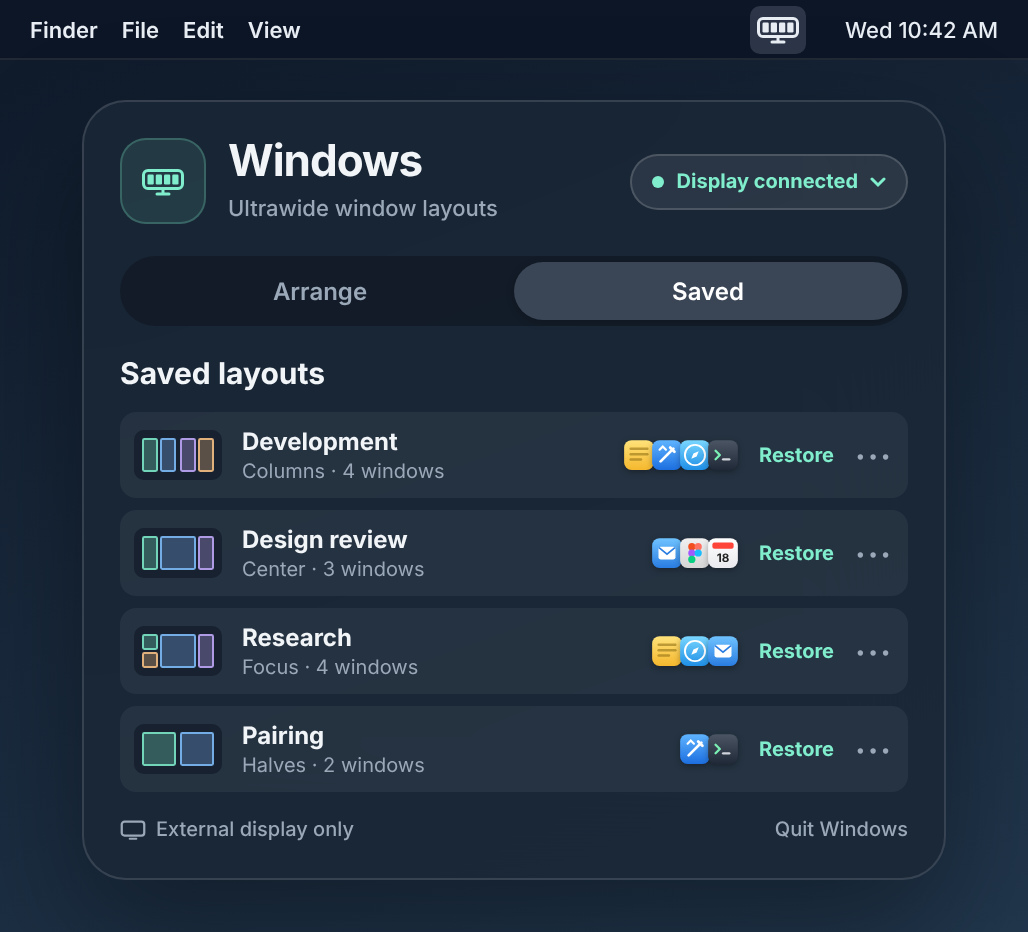 Finder File Edit View Wed 10:42 AM
Windows
Ultrawide window layouts
Display connected
Arrange Saved
Saved layouts
Development
Columns · 4 windows
Restore
Design review
Center · 3 windows
18
Restore
Research
Focus · 4 windows
Restore
Pairing
Halves · 2 windows
Restore
External display only Quit Windows